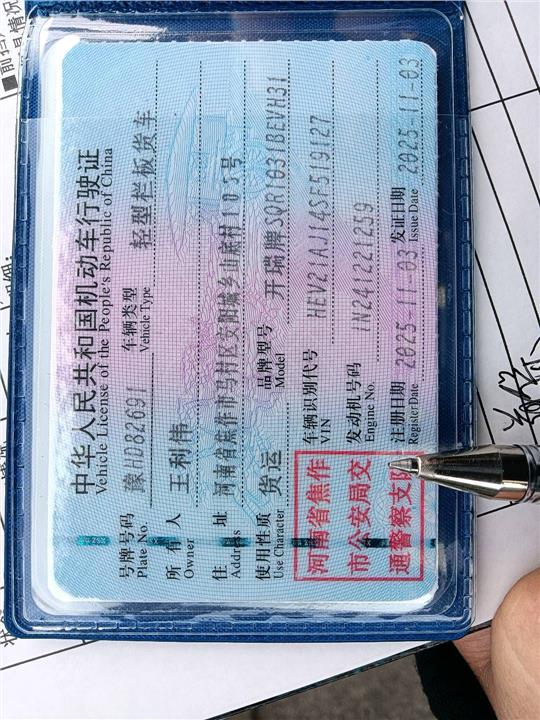 中华人民共和国机动车行驶证
Vehicle License of the People's Republic of China
号牌号码 豫HD82691 车辆类型 轻型栏板货车
Plate No. Vehicle Type
所有人 王利伟
Owner
住址 河南省焦作市马村区安阳城乡山麻村105号
Address
使用性质 货运 品牌型号 开瑞牌SQR1031BEVH31
Use Character Model
河南省焦作
市公安局交
通警察支队
车辆识别代号 HEV21AJ14SF519127
VIN
发动机号码 IN241221259
Engine No.
注册日期 2025-11-03 发证日期 2025-11-03
Register Date Issue Date